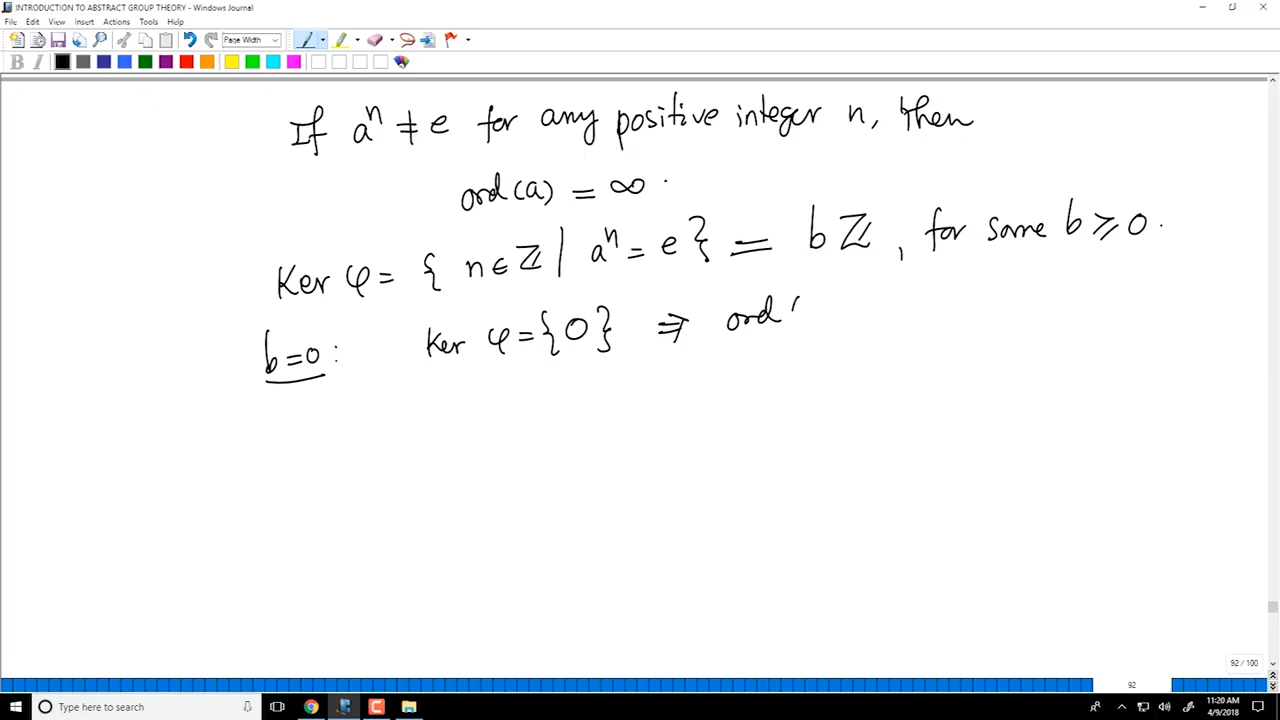 INTRODUCTION TO ABSTRACT GROUP THEORY - Windows Journal
File Edit View Insert Actions Tools Help
Page Width
B I
If aⁿ ≠ e for any positive integer n, then
ord(a) = ∞.
Ker φ = { n ∈ ℤ | aⁿ = e } = bℤ, for some b ≥ 0.
b=0: Ker φ = {0} ⇒ ord (
92 / 100
92
Type here to search
11:20 AM
4/9/2018